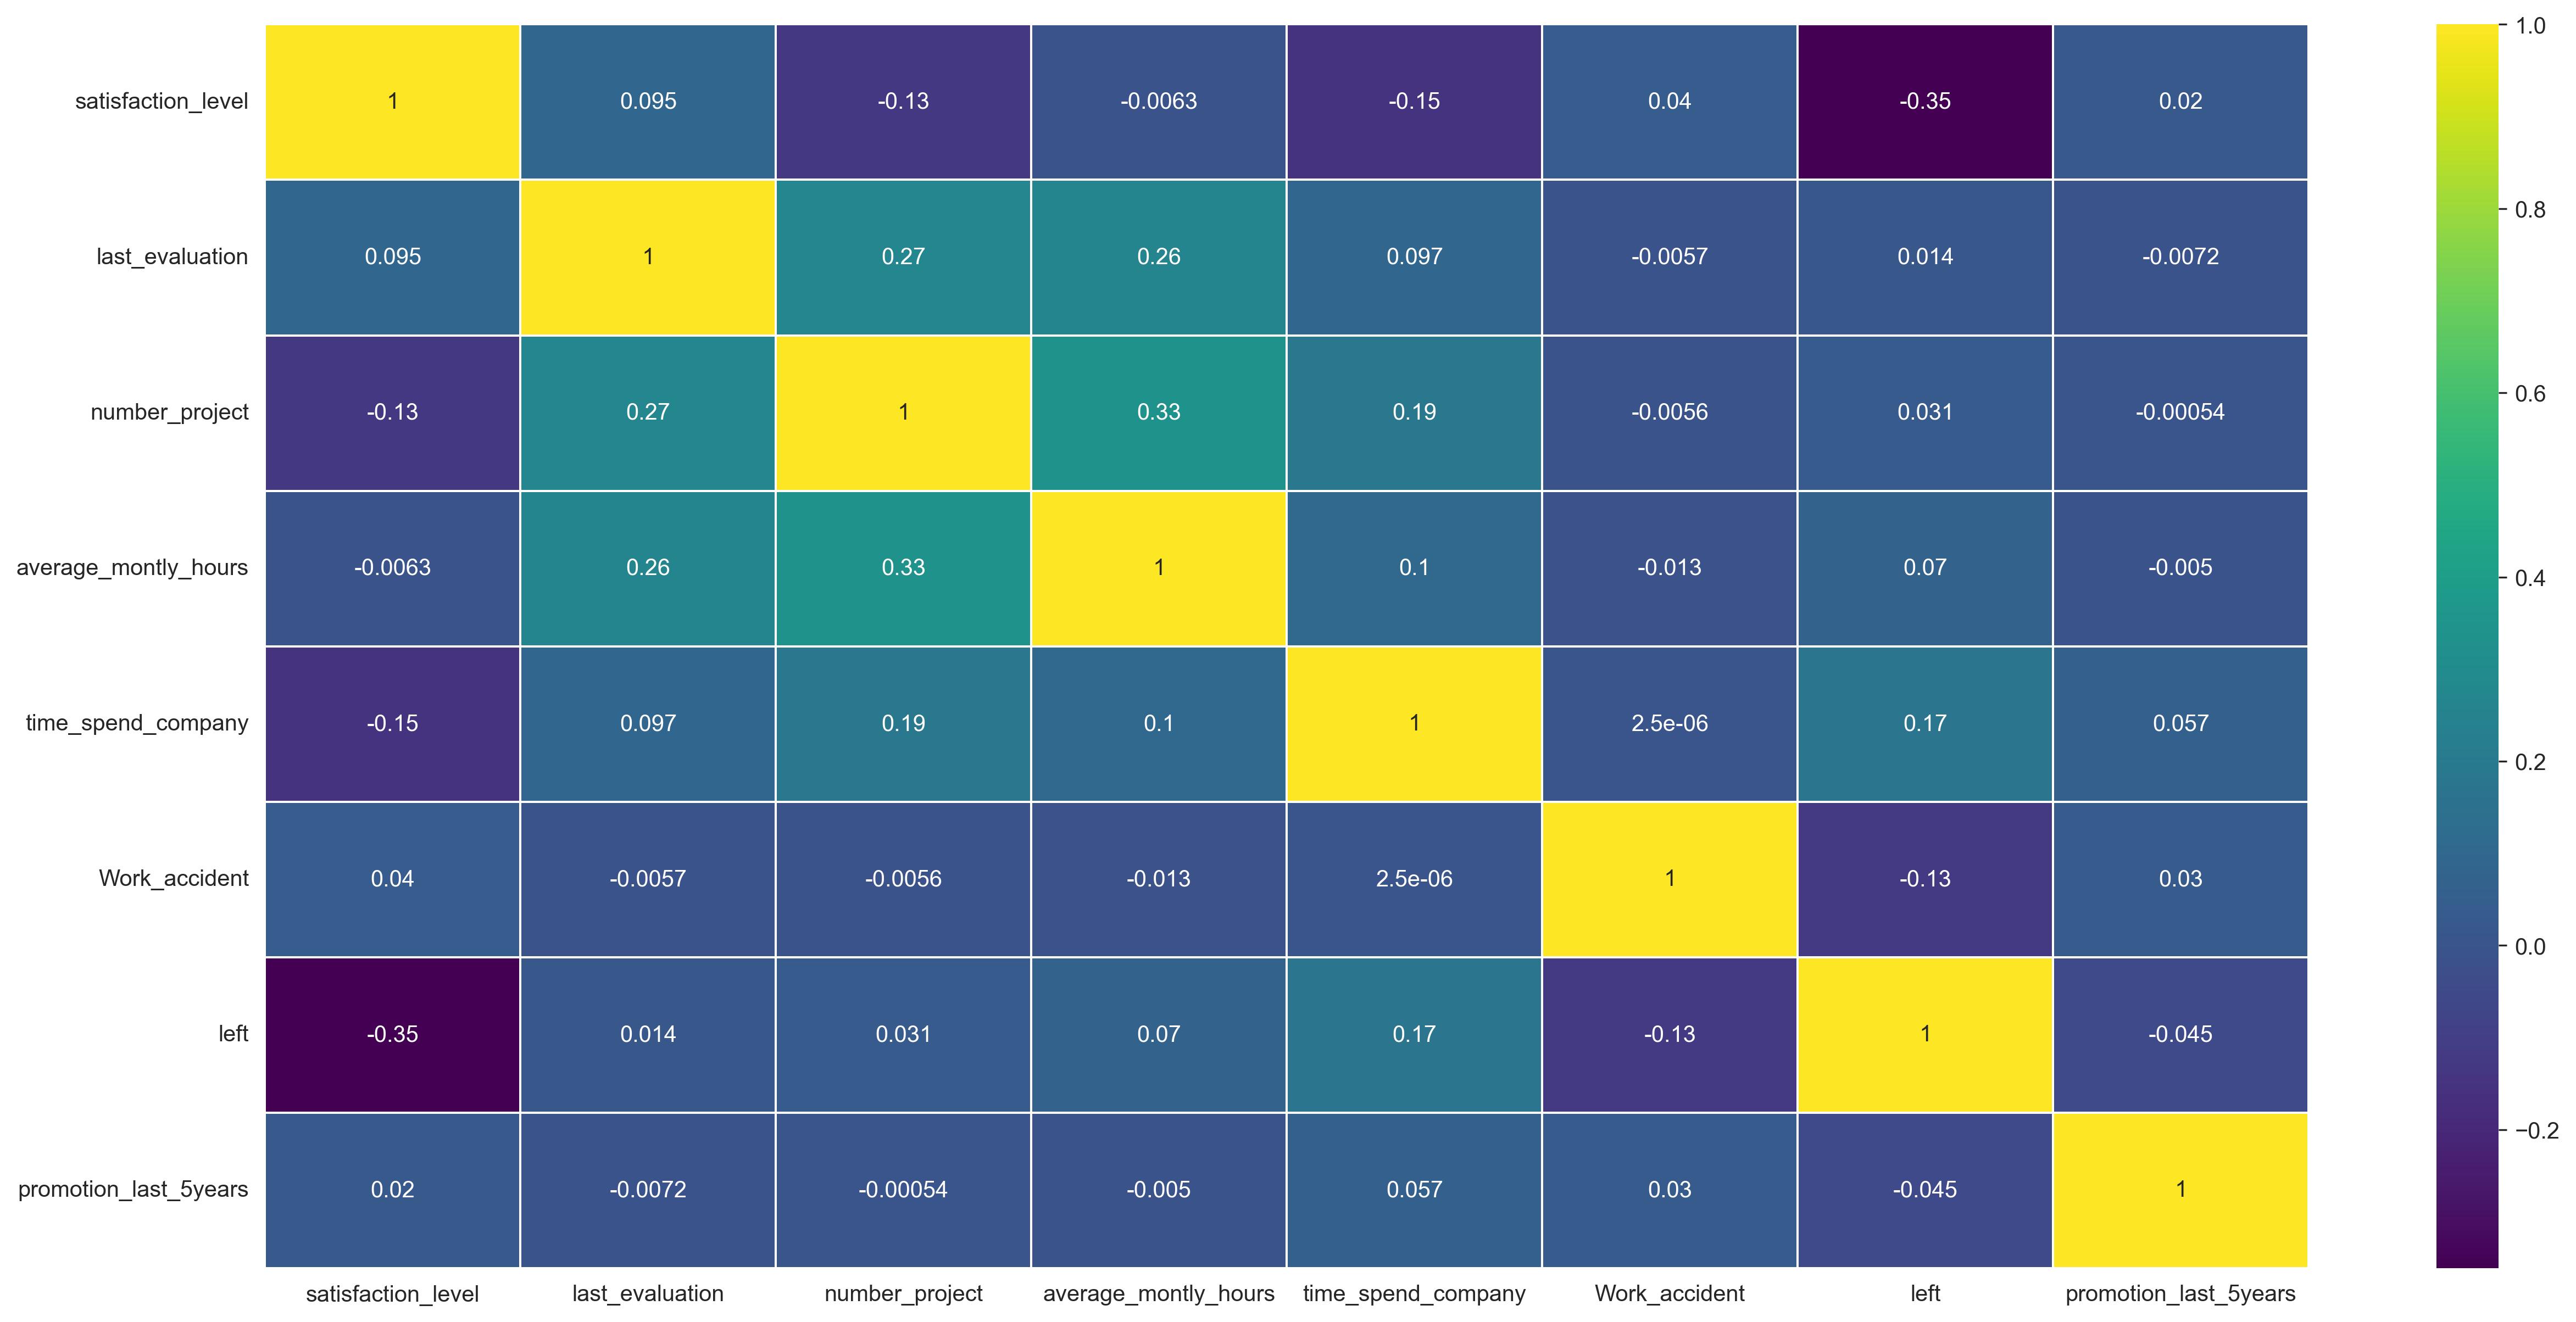 satisfaction_level 1 0.095 -0.13 -0.0063 -0.15 0.04 -0.35 0.02
last_evaluation 0.095 1 0.27 0.26 0.097 -0.0057 0.014 -0.0072
number_project -0.13 0.27 1 0.33 0.19 -0.0056 0.031 -0.00054
average_montly_hours -0.0063 0.26 0.33 1 0.1 -0.013 0.07 -0.005
time_spend_company -0.15 0.097 0.19 0.1 1 2.5e-06 0.17 0.057
Work_accident 0.04 -0.0057 -0.0056 -0.013 2.5e-06 1 -0.13 0.03
left -0.35 0.014 0.031 0.07 0.17 -0.13 1 -0.045
promotion_last_5years 0.02 -0.0072 -0.00054 -0.005 0.057 0.03 -0.045 1
satisfaction_level last_evaluation number_project average_montly_hours time_spend_company Work_accident left promotion_last_5years
1.0
0.8
0.6
0.4
0.2
0.0
−0.2